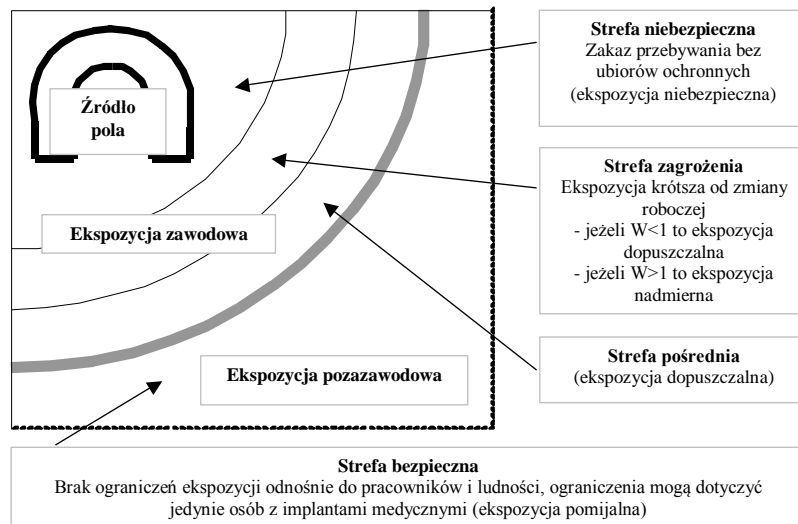 Strefa niebezpieczna
Zakaz przebywania bez
ubiorów ochronnych
(ekspozycja niebezpieczna)
Źródło
pola
Strefa zagrożenia
Ekspozycja krótsza od zmiany
roboczej
- jeżeli W<1 to ekspozycja
dopuszczalna
- jeżeli W>1 to ekspozycja
nadmierna
Ekspozycja zawodowa
Strefa pośrednia
(ekspozycja dopuszczalna)
Ekspozycja pozazawodowa
Strefa bezpieczna
Brak ograniczeń ekspozycji odnośnie do pracowników i ludności, ograniczenia mogą dotyczyć
jedynie osób z implantami medycznymi (ekspozycja pomijalna)